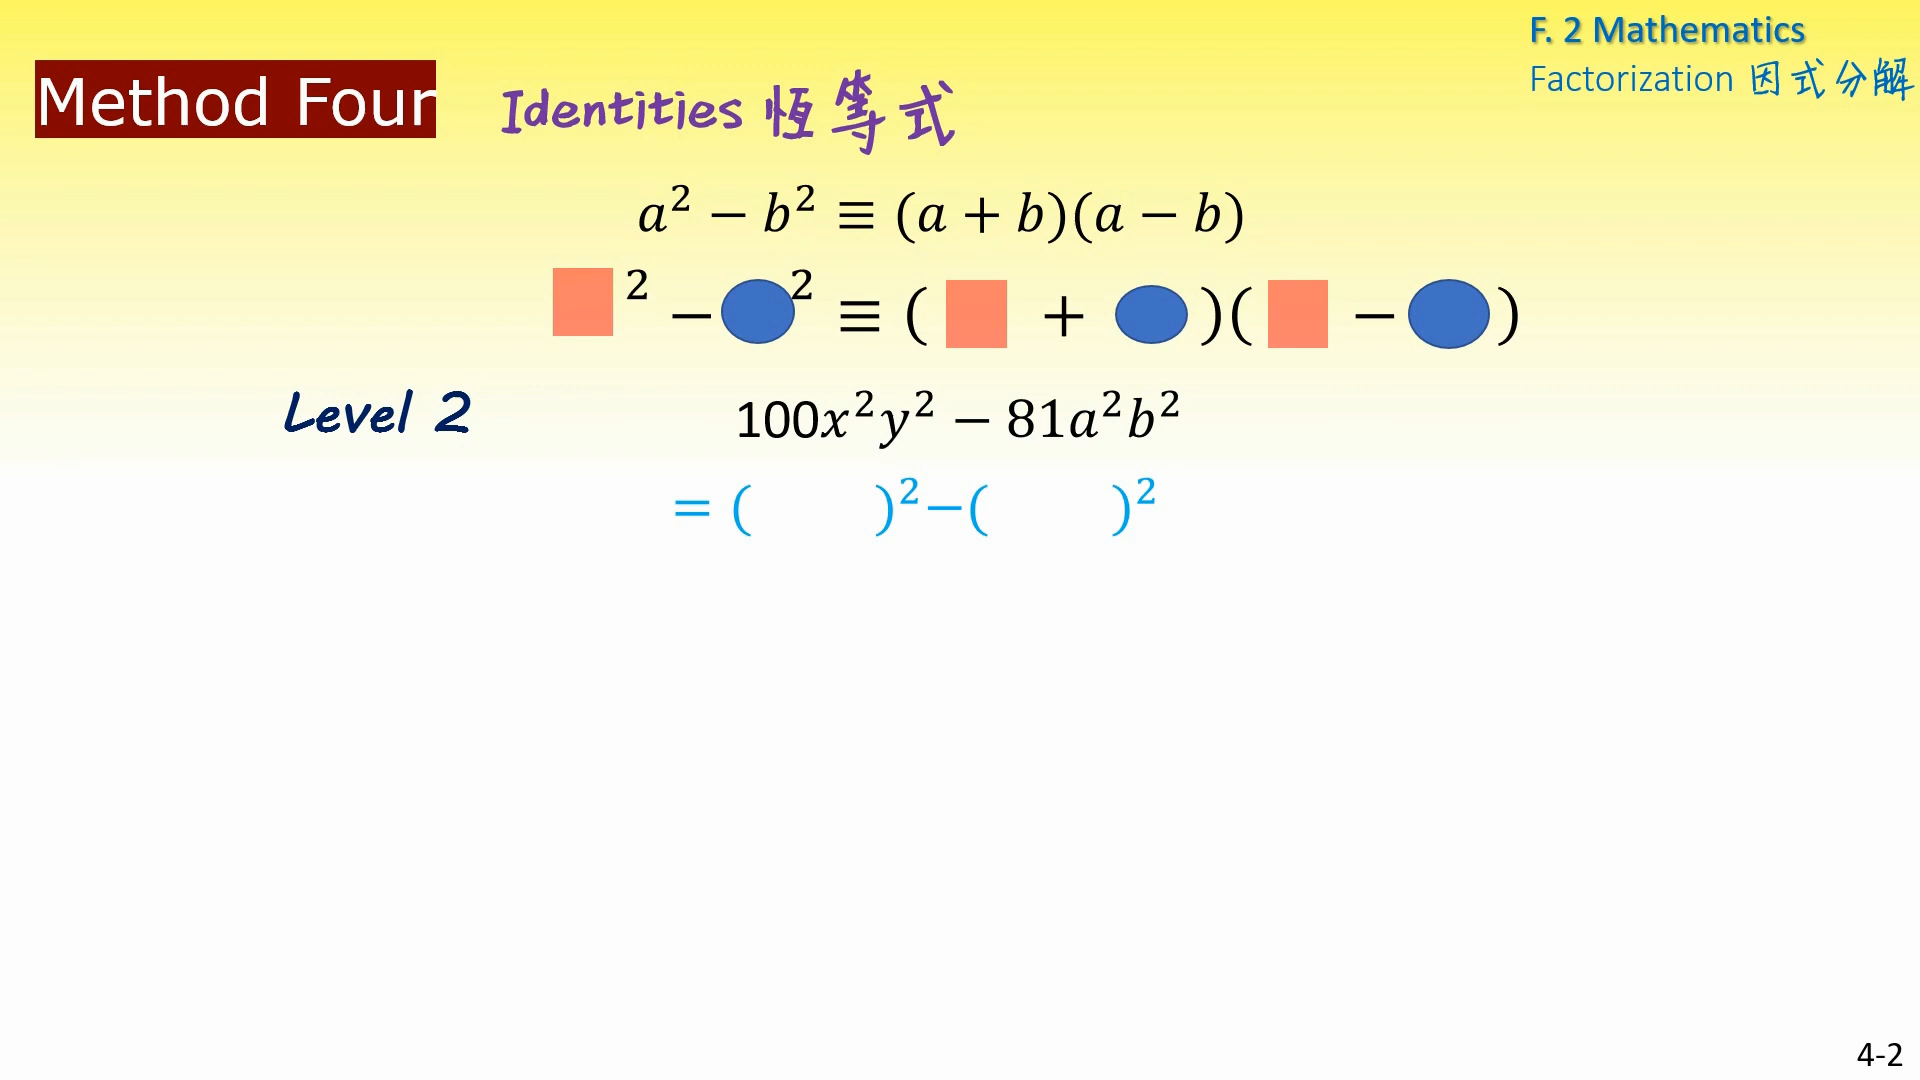 F. 2 Mathematics
Factorization 因式分解
Method Four
Identities 恆等式
a² − b² ≡ (a + b)(a − b)
² − ² ≡ ( + )( − )
Level 2
100x²y² − 81a²b²
= ( )²−( )²
4-2